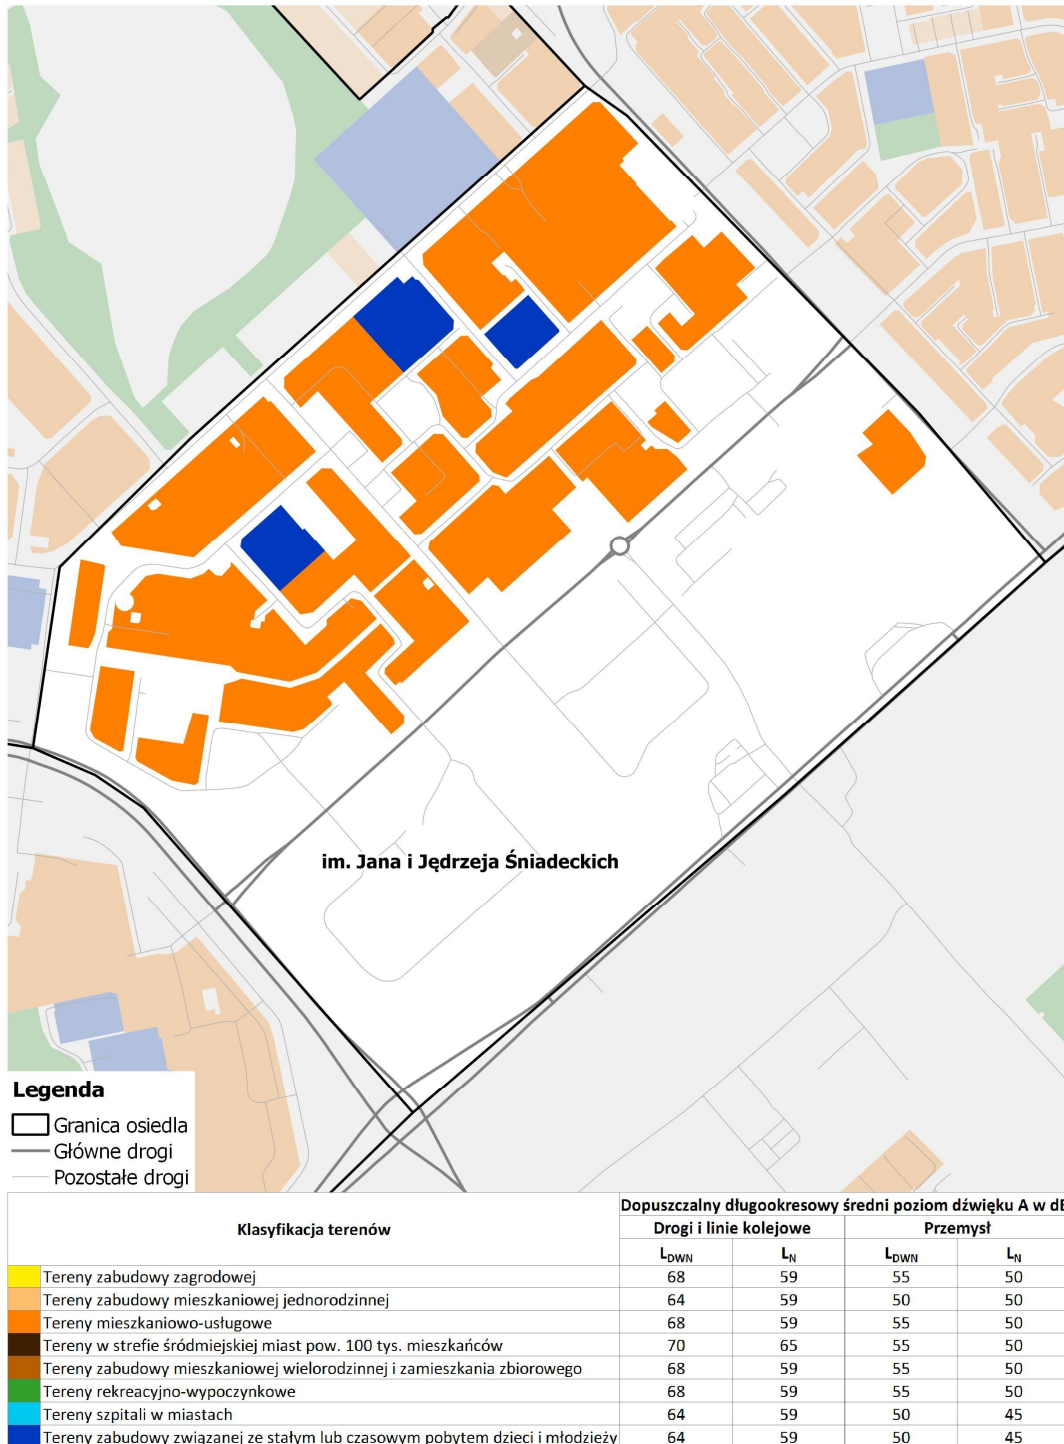 im. Jana i Jędrzeja Śniadeckich
Legenda
Granica osiedla
Główne drogi
Pozostałe drogi
Klasyfikacja terenów
Dopuszczalny długookresowy średni poziom dźwięku A w dB
Drogi i linie kolejowe Przemysł
LDWN LN LDWN LN
Tereny zabudowy zagrodowej 68 59 55 50
Tereny zabudowy mieszkaniowej jednorodzinnej 64 59 50 50
Tereny mieszkaniowo-usługowe 68 59 55 50
Tereny w strefie śródmiejskiej miast pow. 100 tys. mieszkańców 70 65 55 50
Tereny zabudowy mieszkaniowej wielorodzinnej i zamieszkania zbiorowego 68 59 55 50
Tereny rekreacyjno-wypoczynkowe 68 59 55 50
Tereny szpitali w miastach 64 59 50 45
Tereny zabudowy związanej ze stałym lub czasowym pobytem dzieci i młodzieży 64 59 50 45